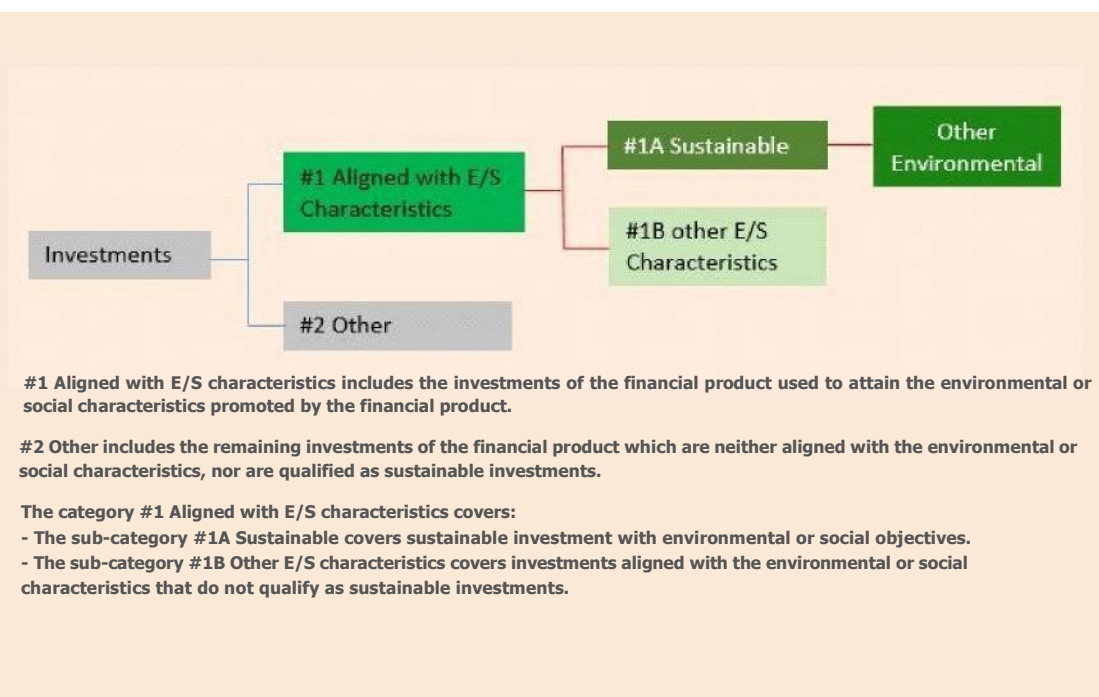 Other
Environmental
#1A Sustainable
#1 Aligned with E/S
Characteristics
#1B other E/S
Characteristics
Investments
#2 Other
#1 Aligned with E/S characteristics includes the investments of the financial product used to attain the environmental or
social characteristics promoted by the financial product.
#2 Other includes the remaining investments of the financial product which are neither aligned with the environmental or
social characteristics, nor are qualified as sustainable investments.
The category #1 Aligned with E/S characteristics covers:
- The sub-category #1A Sustainable covers sustainable investment with environmental or social objectives.
- The sub-category #1B Other E/S characteristics covers investments aligned with the environmental or social
characteristics that do not qualify as sustainable investments.